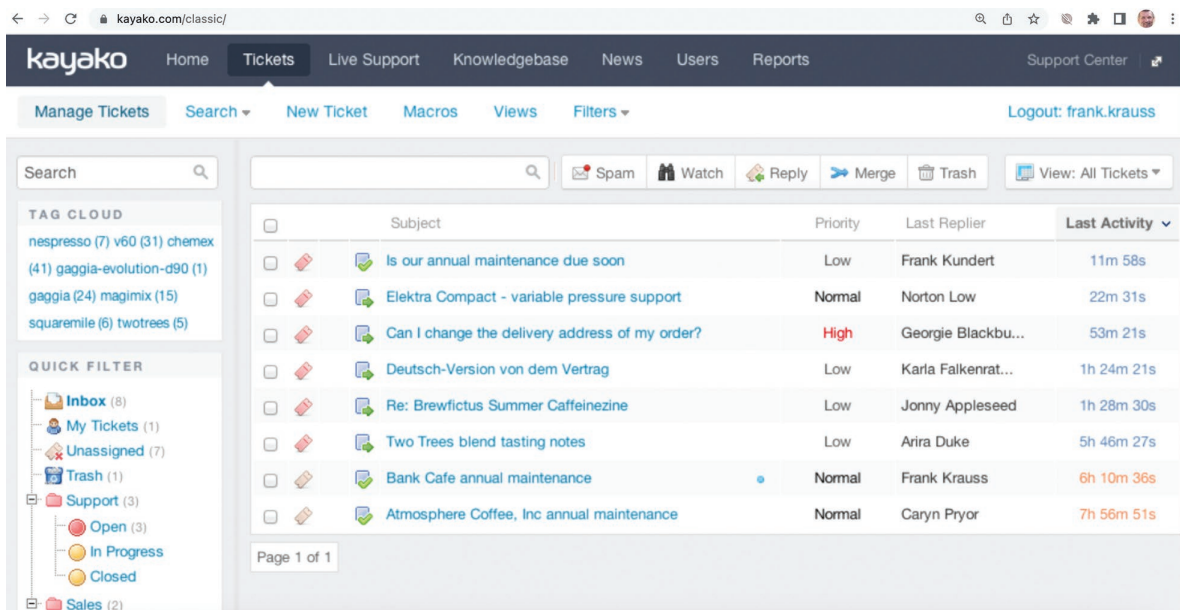 kayako.com/classic/
kayako Home Tickets Live Support Knowledgebase News Users Reports Support Center
Manage Tickets Search New Ticket Macros Views Filters Logout: frank.krauss
Search Spam Watch Reply Merge Trash View: All Tickets
TAG CLOUD
nespresso (7) v60 (31) chemex
(41) gaggia-evolution-d90 (1)
gaggia (24) magimix (15)
squaremile (6) twotrees (5)
QUICK FILTER
Inbox (8)
My Tickets (1)
Unassigned (7)
Trash (1)
Support (3)
Open (3)
In Progress
Closed
Sales (2)
Subject Priority Last Replier Last Activity
Is our annual maintenance due soon Low Frank Kundert 11m 58s
Elektra Compact - variable pressure support Normal Norton Low 22m 31s
Can I change the delivery address of my order? High Georgie Blackbu... 53m 21s
Deutsch-Version von dem Vertrag Low Karla Falkenrat... 1h 24m 21s
Re: Brewfictus Summer Caffeinezine Low Jonny Appleseed 1h 28m 30s
Two Trees blend tasting notes Low Arira Duke 5h 46m 27s
Bank Cafe annual maintenance Normal Frank Krauss 6h 10m 36s
Atmosphere Coffee, Inc annual maintenance Normal Caryn Pryor 7h 56m 51s
Page 1 of 1